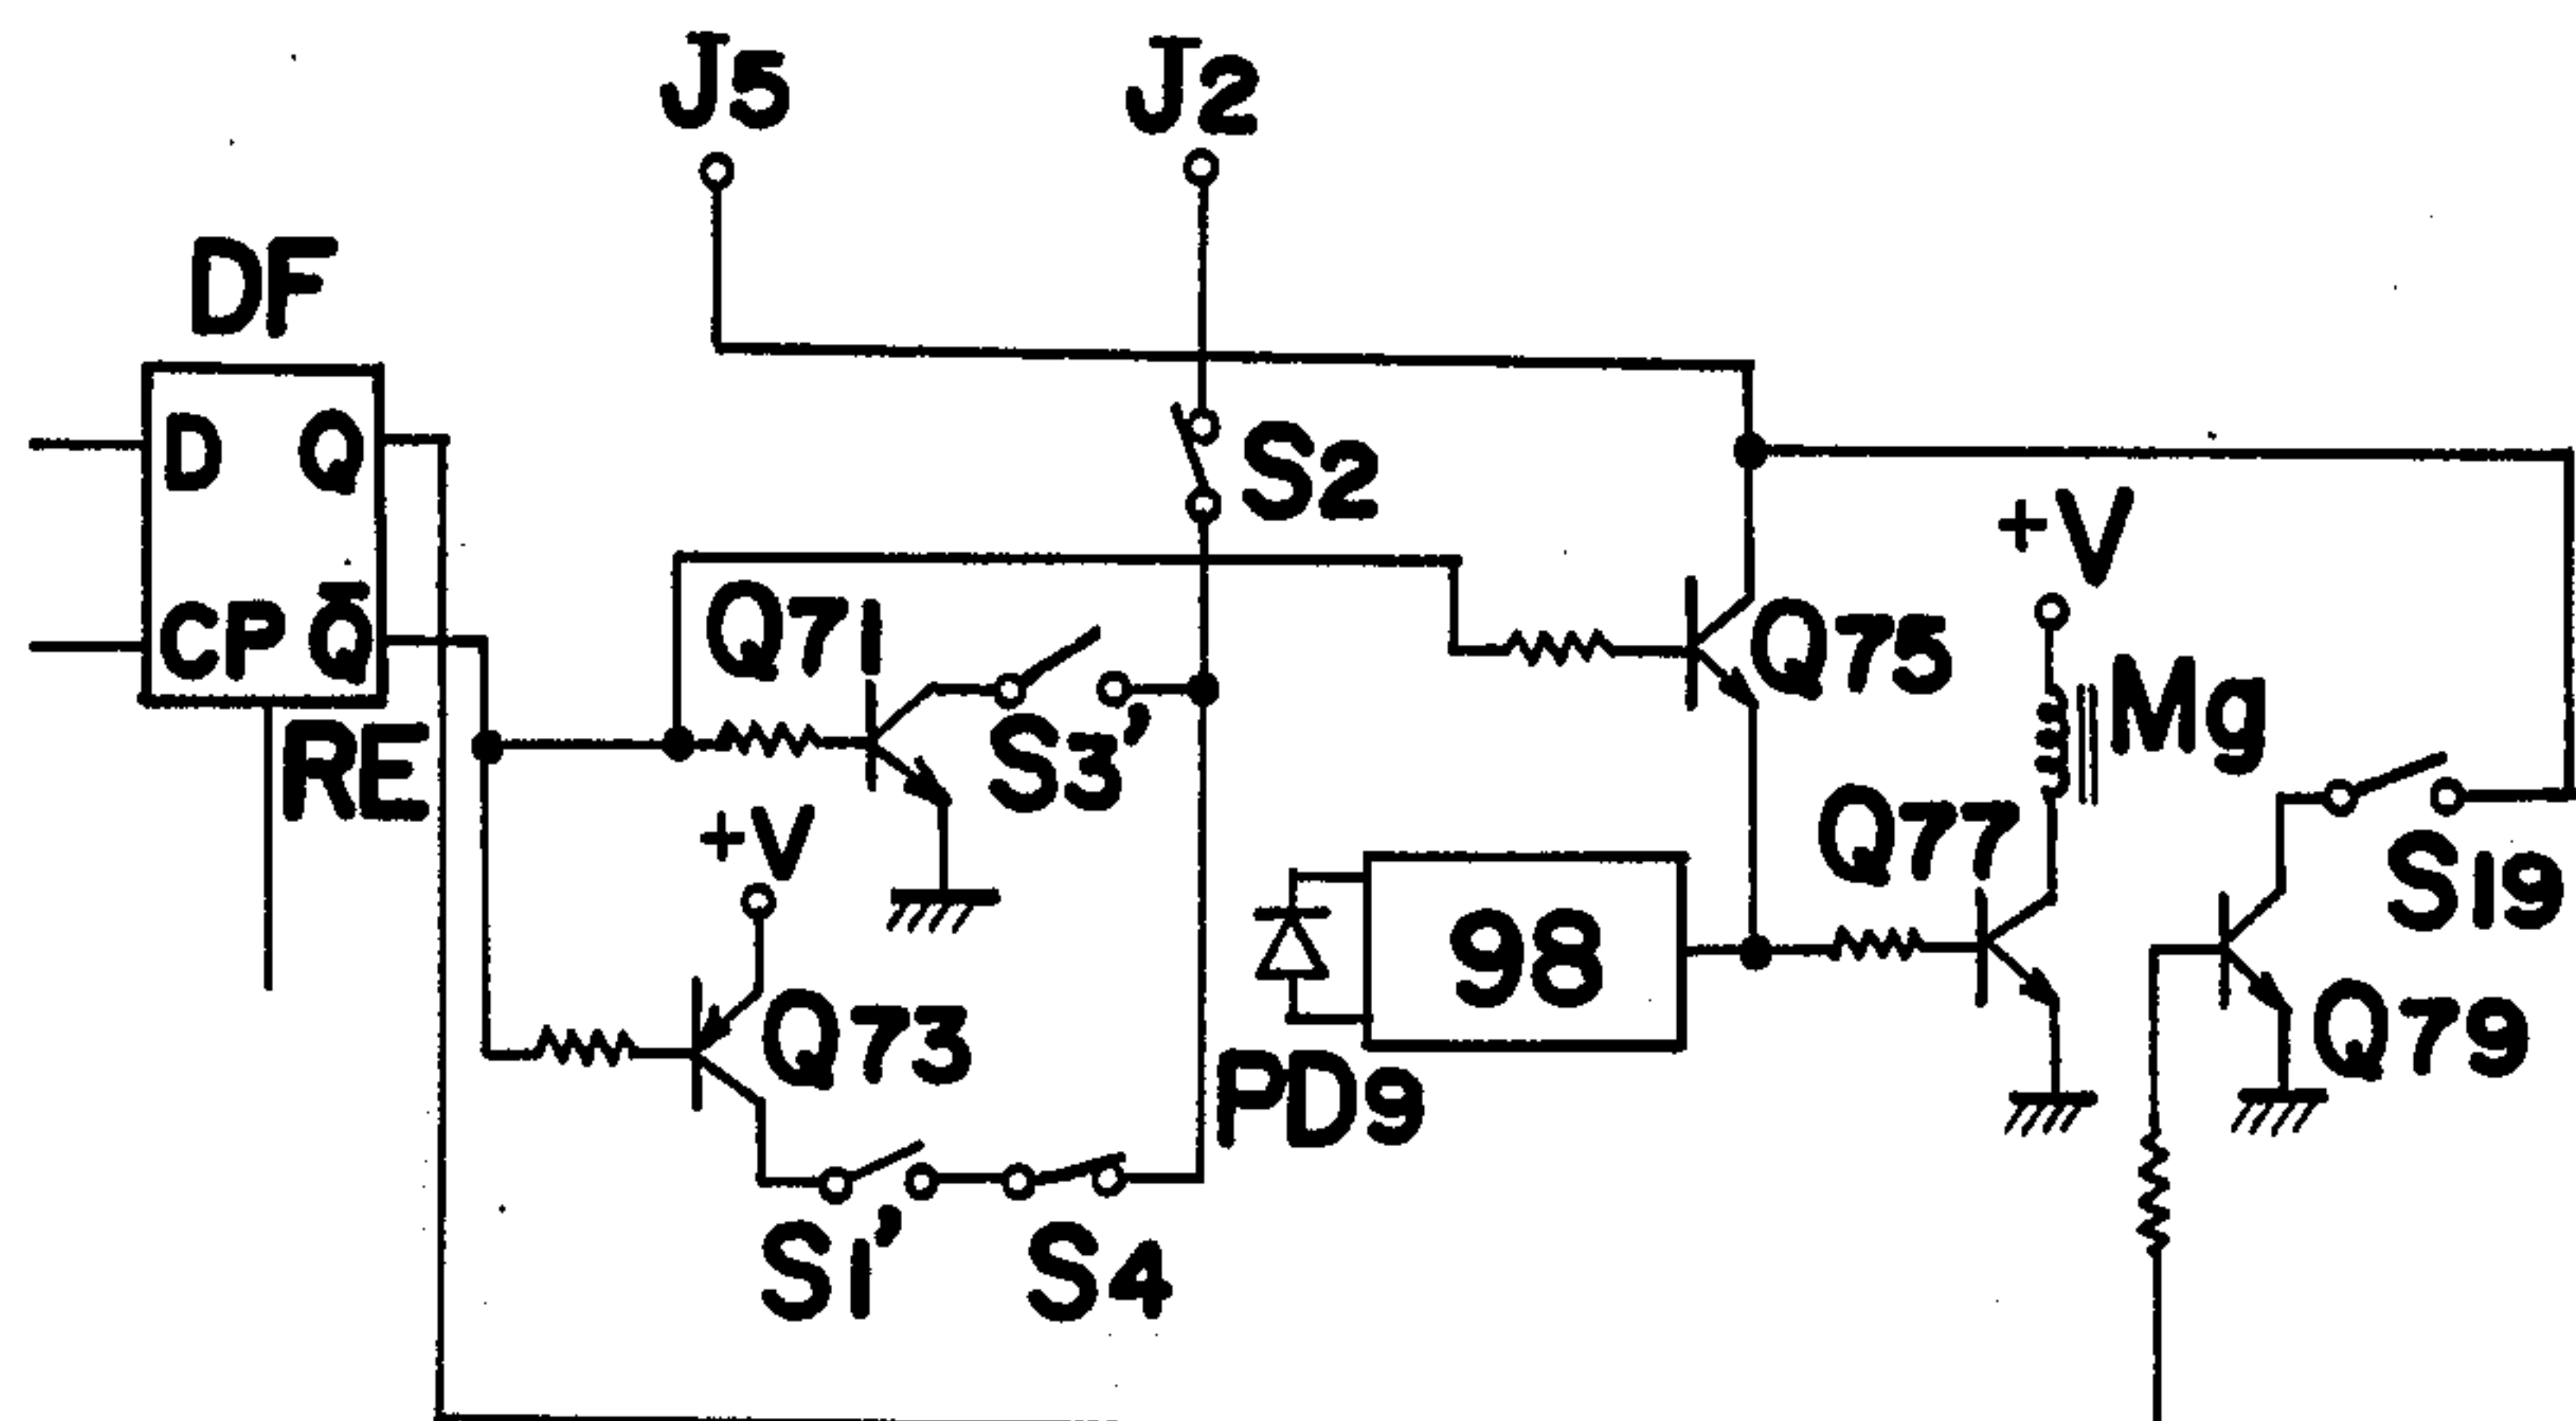 J5
J2
DF
D Q
CP Q̅
RE
S2
+V
Q71
S3'
Q75
Mg
+V
Q77
S19
98
Q73
Q79
PD9
S1'
S4